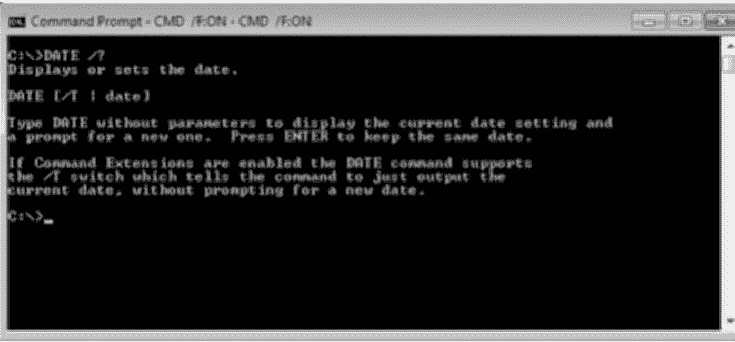 Command Prompt - CMD /F:ON - CMD /F:ON
C:\>DATE /?
Displays or sets the date.
DATE [/T | date]
Type DATE without parameters to display the current date setting and
a prompt for a new one.  Press ENTER to keep the same date.
If Command Extensions are enabled the DATE command supports
the /T switch which tells the command to just output the
current date, without prompting for a new date.
C:\>_